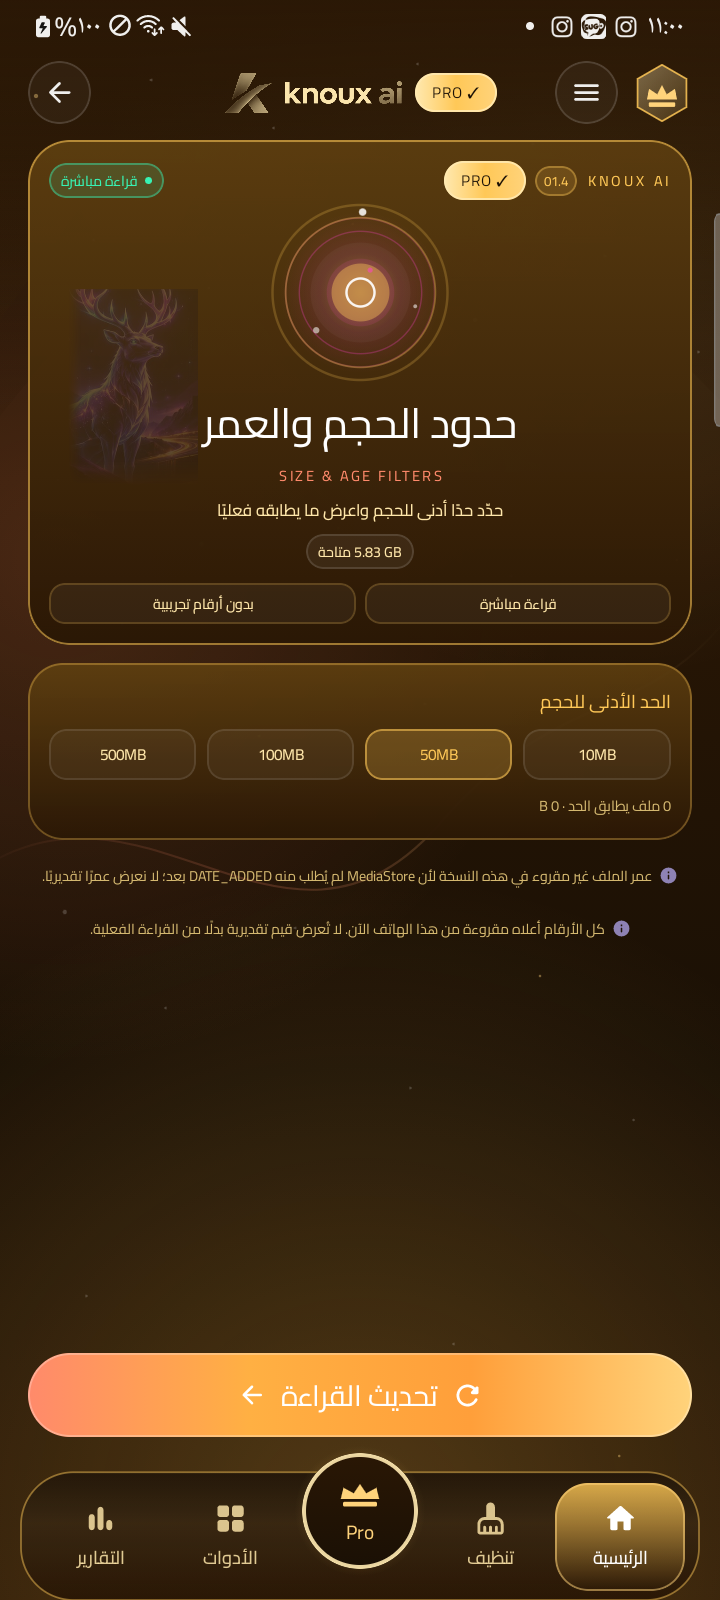 ١١:٠٠
%١٠٠
knoux ai
PRO ✓
KNOUX AI
01.4
PRO ✓
قراءة مباشرة
حدود الحجم والعمر
SIZE & AGE FILTERS
حدّد حدًا أدنى للحجم واعرض ما يطابقه فعليًا
5.83 GB متاحة
قراءة مباشرة
بدون أرقام تجريبية
الحد الأدنى للحجم
10MB
50MB
100MB
500MB
0 ملف يطابق الحد · 0 B
عمر الملف غير مقروء في هذه النسخة لأن MediaStore لم يُطلب منه DATE_ADDED بعد؛ لا نعرض عمرًا تقديريًا.
كل الأرقام أعلاه مقروءة من هذا الهاتف الآن. لا تُعرض قيم تقديرية بدلًا من القراءة الفعلية.
تحديث القراءة
الرئيسية
تنظيف
Pro
الأدوات
التقارير